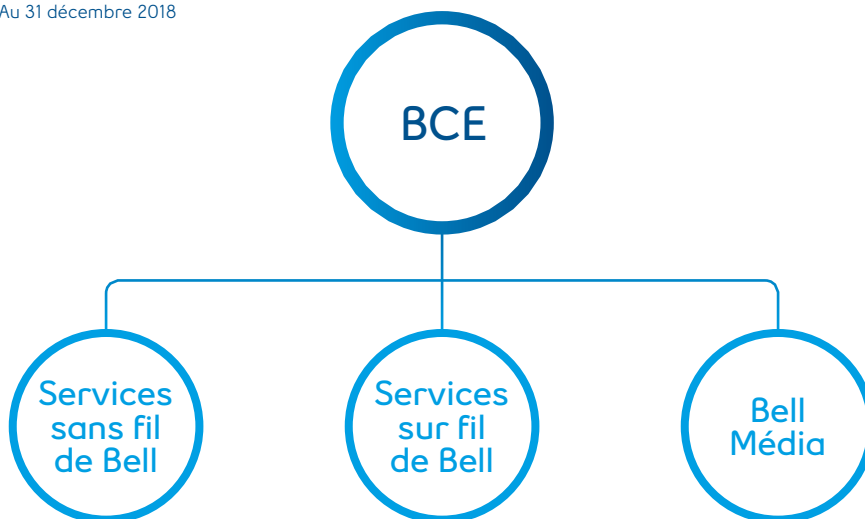 Au 31 décembre 2018
BCE
Services
sans fil
de Bell
Services
sur fil
de Bell
Bell
Média